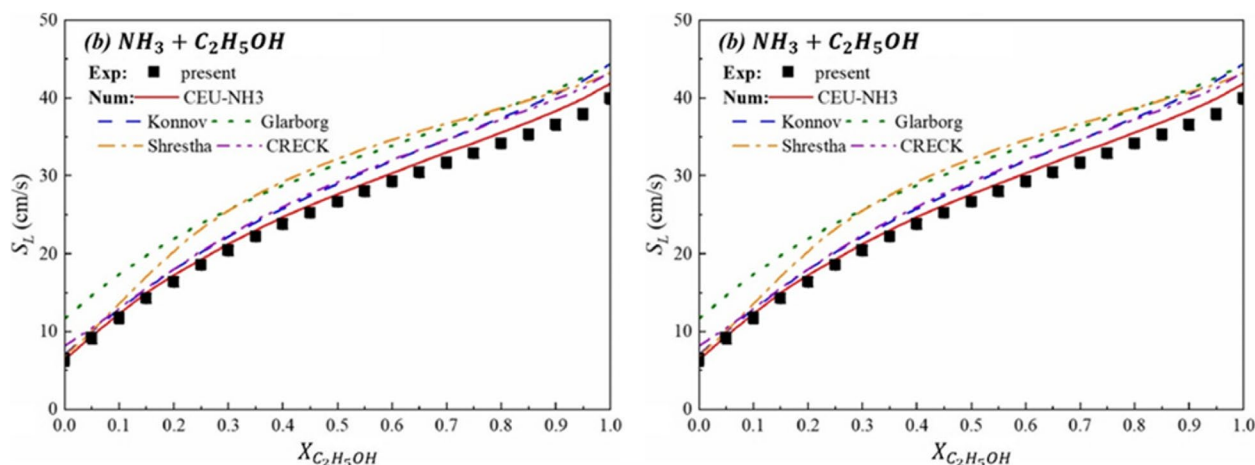 (b) NH₃ + C₂H₅OH
Exp: present
Num: CEU-NH3
Konnov Glarborg
Shrestha CRECK
50
40
30
20
10
0
S_L (cm/s)
0.0 0.1 0.2 0.3 0.4 0.5 0.6 0.7 0.8 0.9 1.0
X_C₂H₅OH
(b) NH₃ + C₂H₅OH
Exp: present
Num: CEU-NH3
Konnov Glarborg
Shrestha CRECK
50
40
30
20
10
0
S_L (cm/s)
0.0 0.1 0.2 0.3 0.4 0.5 0.6 0.7 0.8 0.9 1.0
X_C₂H₅OH